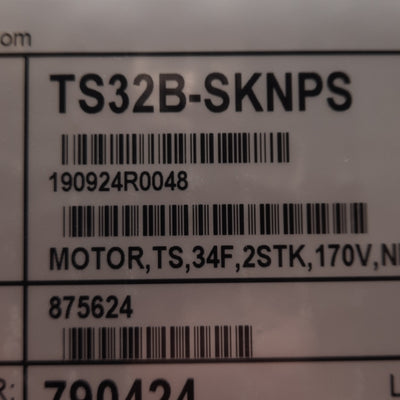 om
TS32B-SKNPS
190924R0048
MOTOR,TS,34F,2STK,170V,N
875624
R: 790424 L